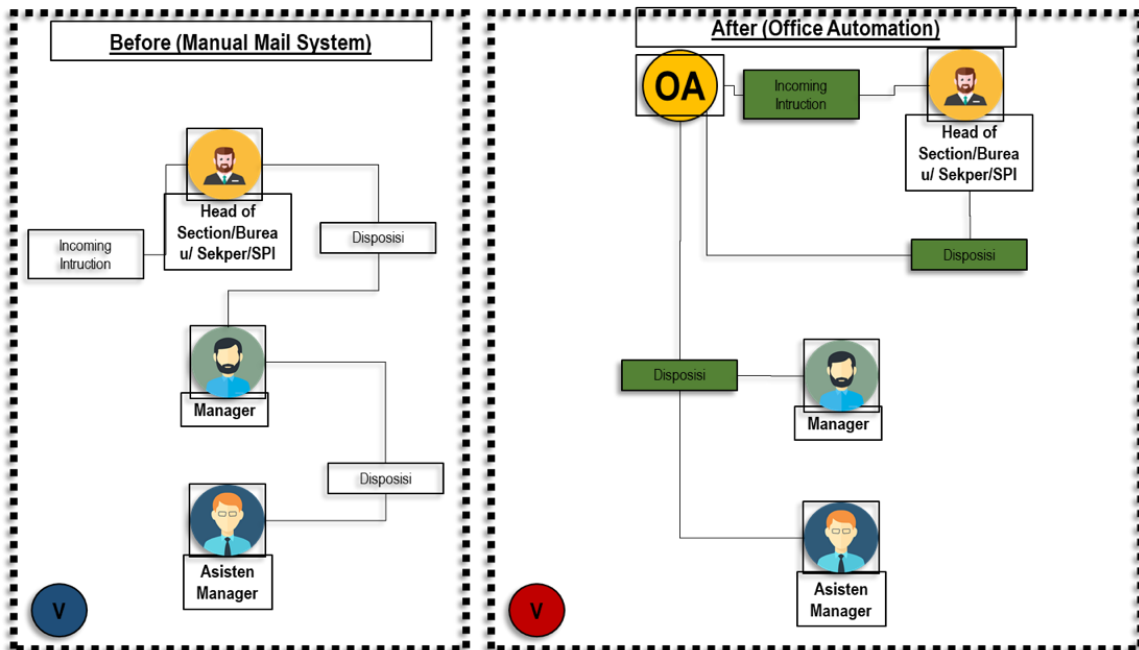 Before (Manual Mail System)
Head of
Section/Burea
u/ Sekper/SPI
Incoming
Intruction
Disposisi
Manager
Disposisi
Asisten
Manager
V
After (Office Automation)
OA
Incoming
Intruction
Head of
Section/Burea
u/ Sekper/SPI
Disposisi
Disposisi
Manager
Asisten
Manager
V